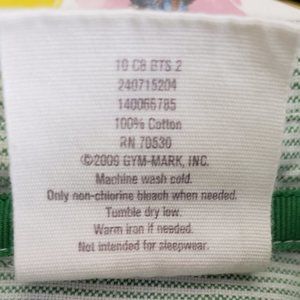 10 CB BTS 2
240715204
140066785
100% Cotton
RN 70530
©2009 GYM-MARK, INC.
Machine wash cold.
Only non-chlorine bleach when needed.
Tumble dry low.
Warm iron if needed.
Not intended for sleepwear.